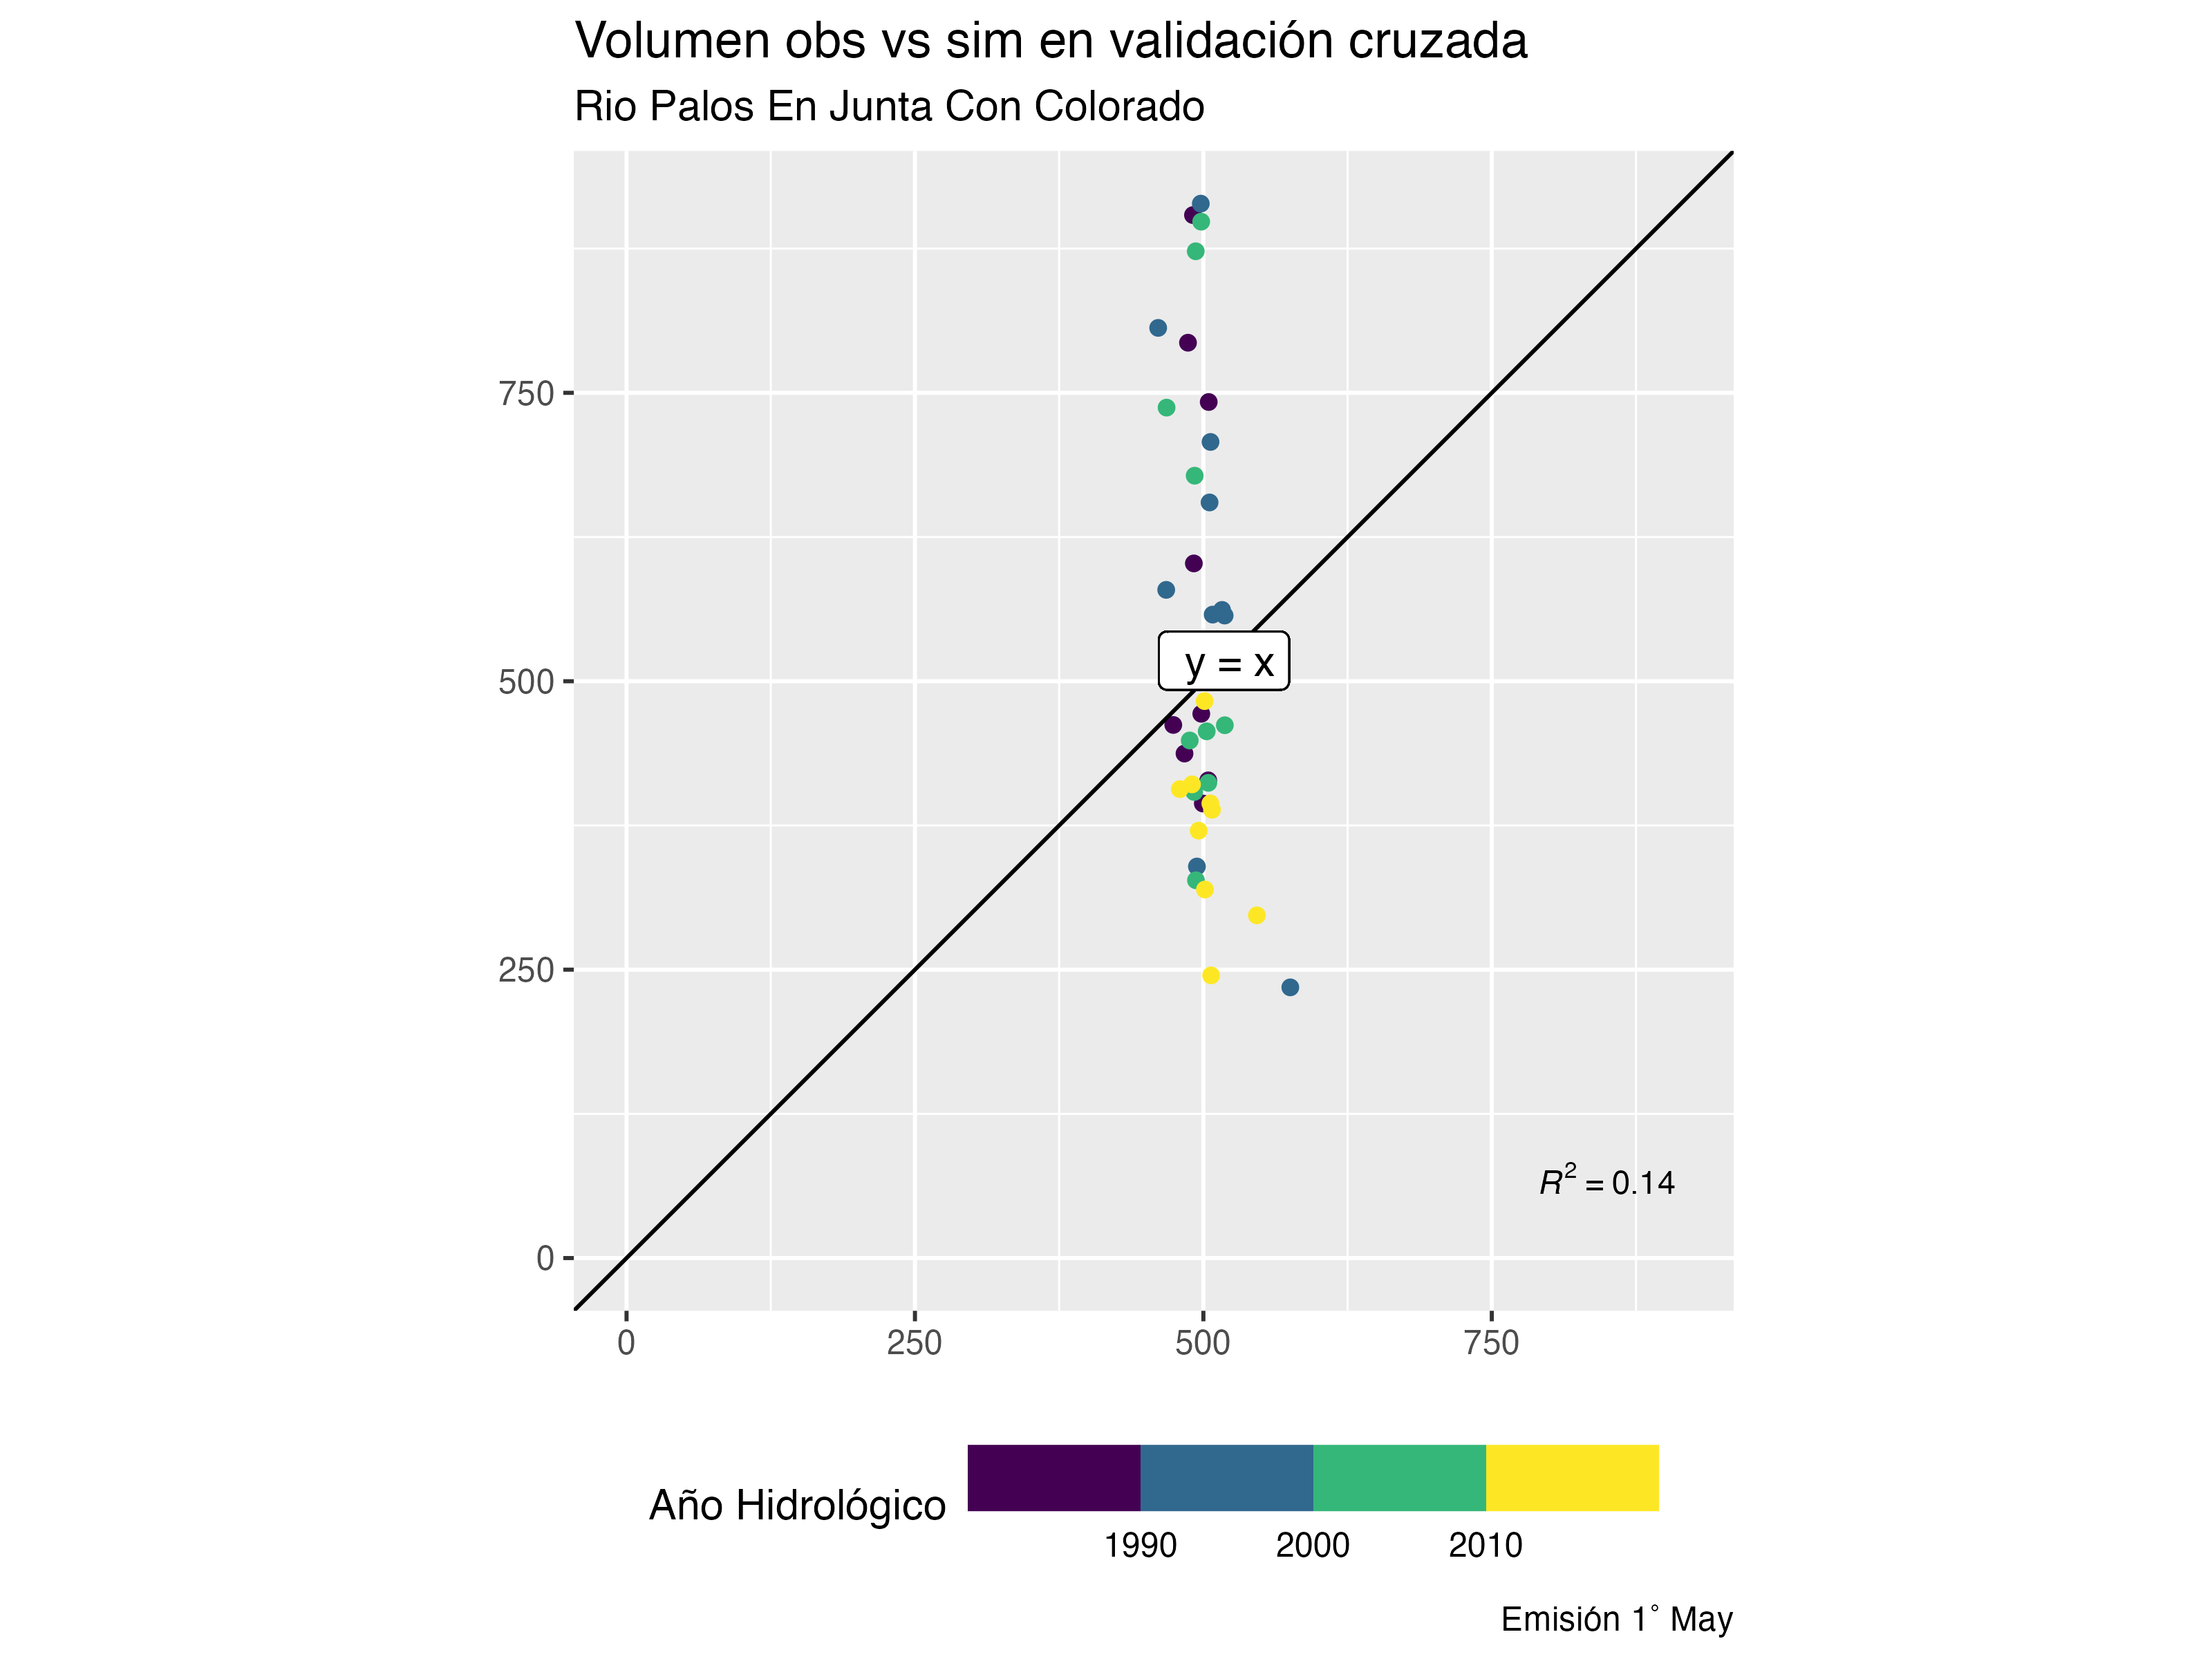 Volumen obs vs sim en validación cruzada
Rio Palos En Junta Con Colorado
750
500
250
0
y = x
R² = 0.14
0 250 500 750
Año Hidrológico
1990 2000 2010
Emisión 1° May